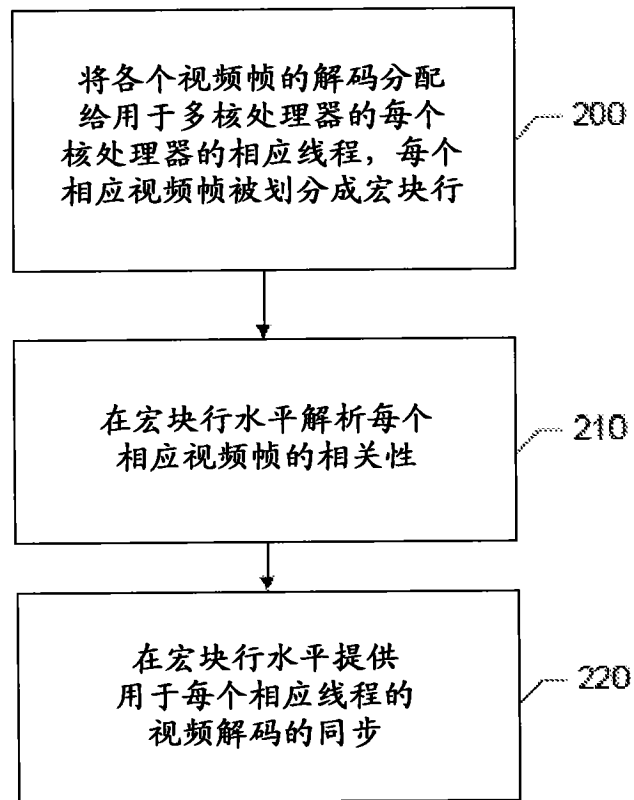 将各个视频帧的解码分配
给用于多核处理器的每个
核处理器的相应线程，每个
相应视频帧被划分成宏块行
200
在宏块行水平解析每个
相应视频帧的相关性
210
在宏块行水平提供
用于每个相应线程的
视频解码的同步
220